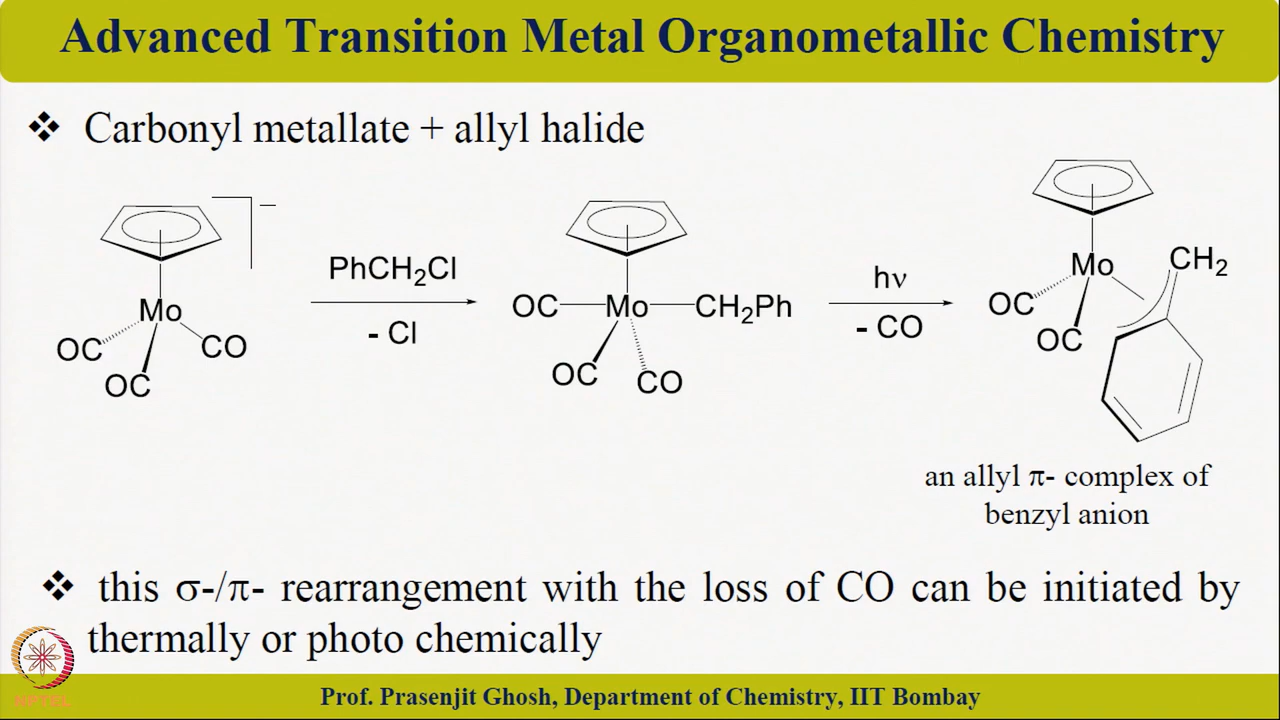 Advanced Transition Metal Organometallic Chemistry
❖ Carbonyl metallate + allyl halide
−
Mo
OC
OC
CO
PhCH₂Cl
- Cl
OC
Mo
CH₂Ph
OC
CO
hν
- CO
Mo
CH₂
OC
OC
an allyl π- complex of
benzyl anion
❖ this σ-/π- rearrangement with the loss of CO can be initiated by
thermally or photo chemically
NPTEL
Prof. Prasenjit Ghosh, Department of Chemistry, IIT Bombay